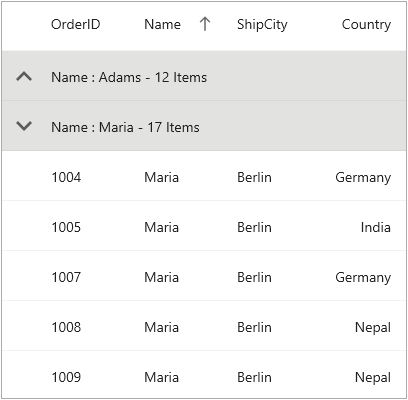 OrderID Name ↑ ShipCity Country
Name : Adams - 12 Items
Name : Maria - 17 Items
1004 Maria Berlin Germany
1005 Maria Berlin India
1007 Maria Berlin Germany
1008 Maria Berlin Nepal
1009 Maria Berlin Nepal